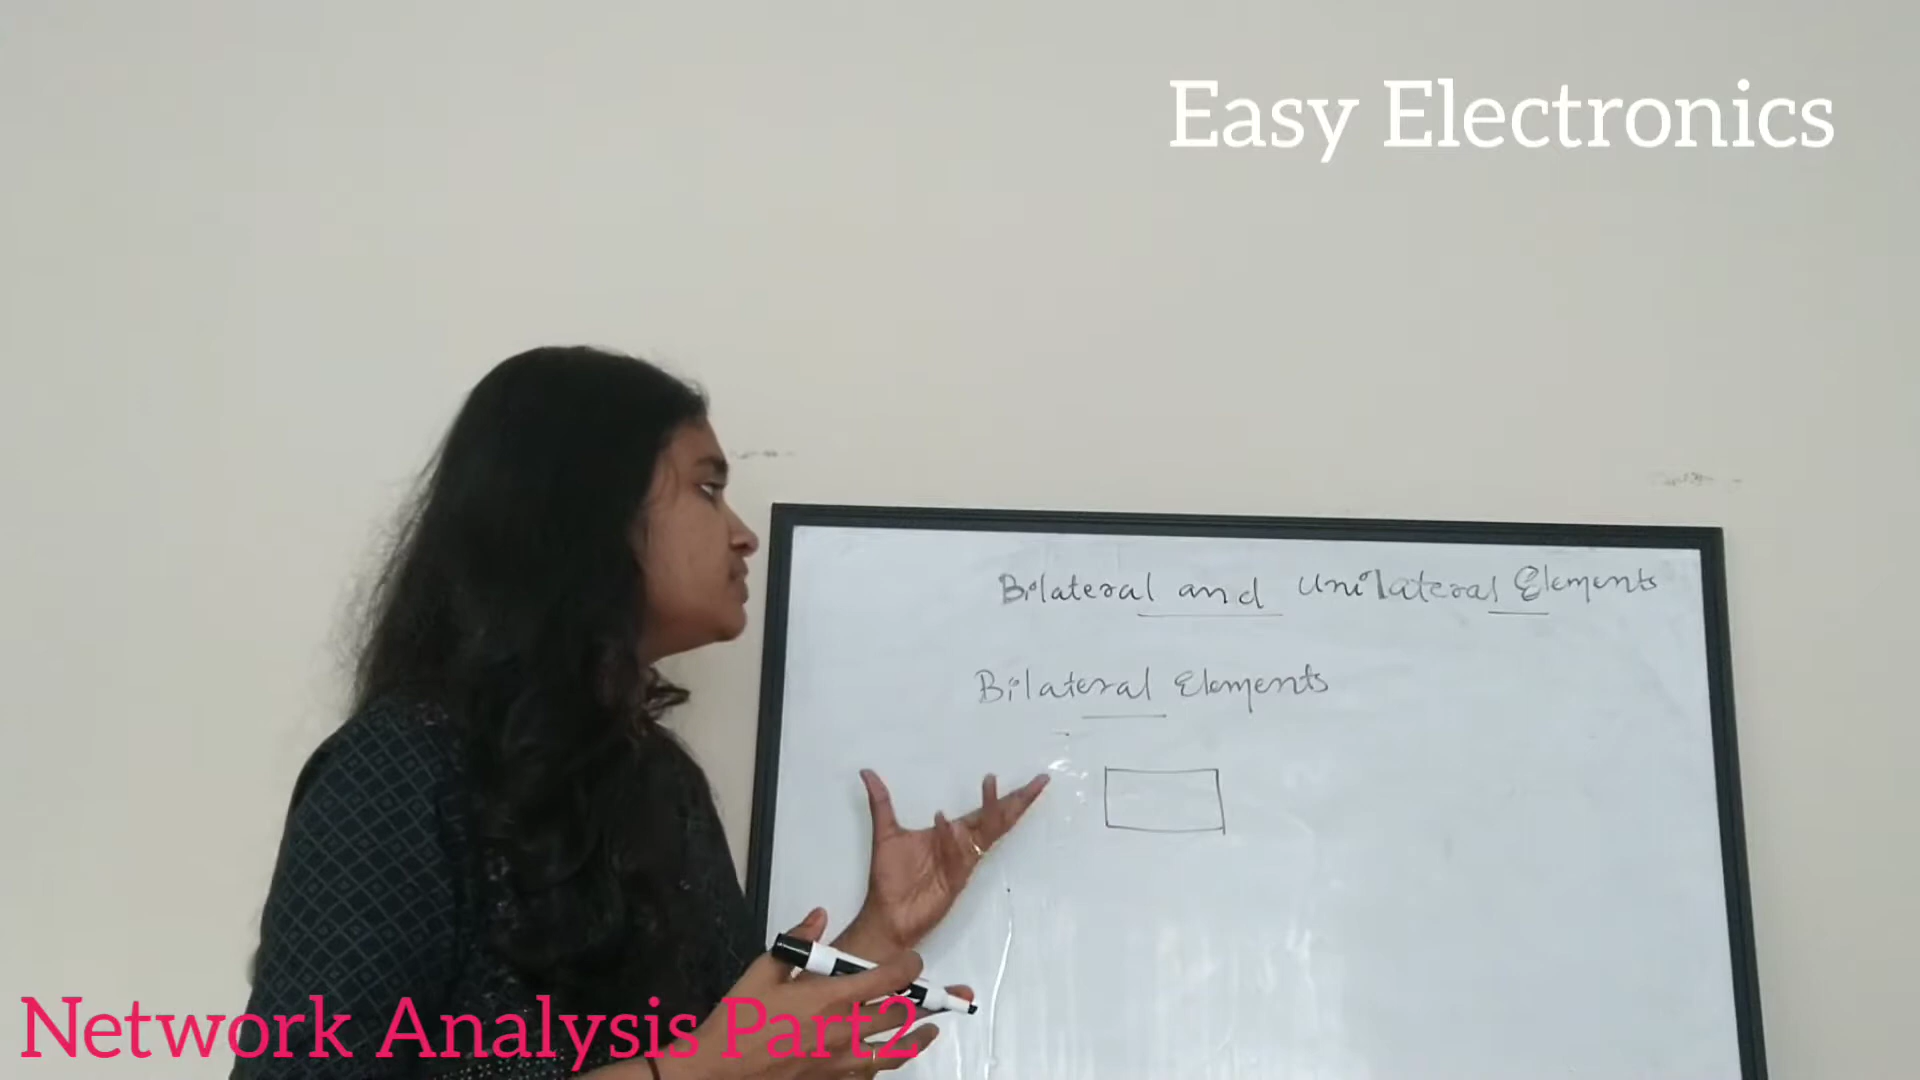 Easy Electronics
Bilateral and Unilateral Elements
Bilateral Elements
Network Analysis Part2